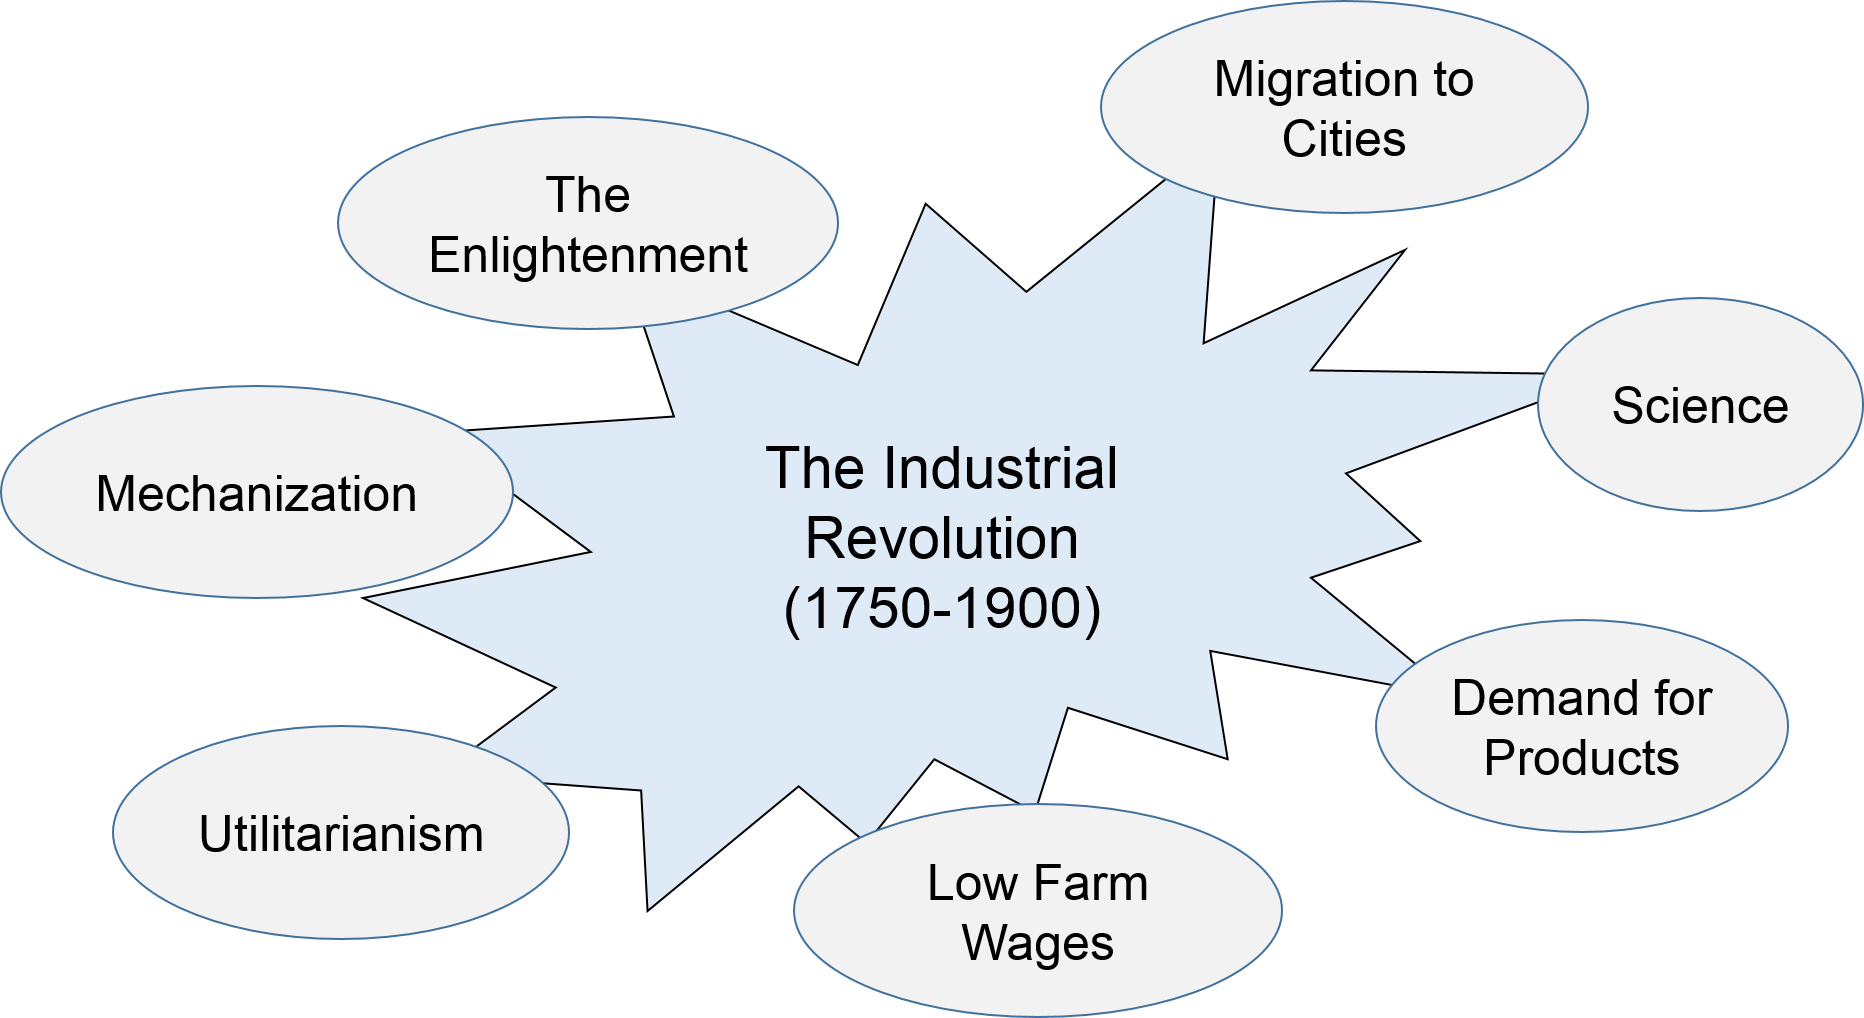 Migration to
Cities
The
Enlightenment
Science
Mechanization
The Industrial
Revolution
(1750-1900)
Demand for
Products
Utilitarianism
Low Farm
Wages